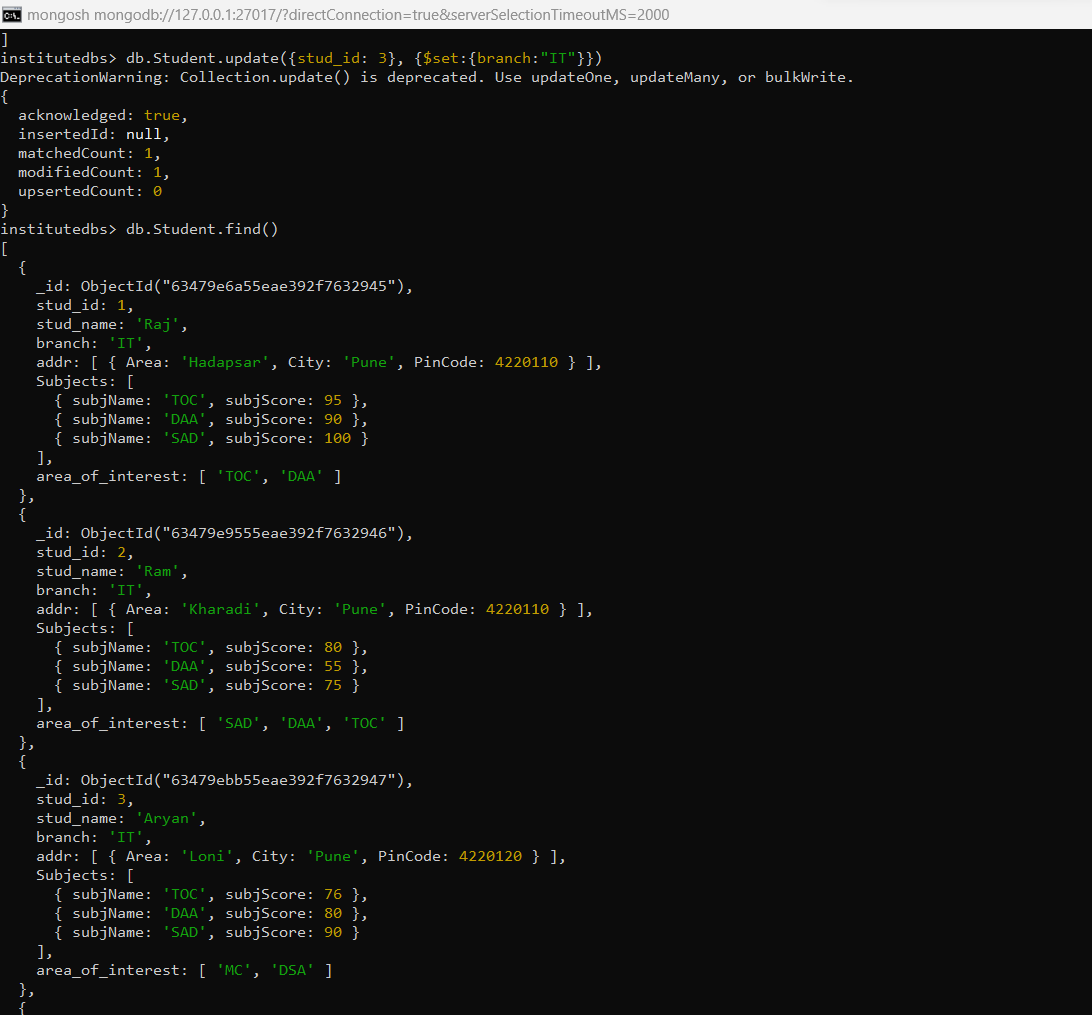 mongosh mongodb://127.0.0.1:27017/?directConnection=true&serverSelectionTimeoutMS=2000
]
institutedbs> db.Student.update({stud_id: 3}, {$set:{branch:"IT"}})
DeprecationWarning: Collection.update() is deprecated. Use updateOne, updateMany, or bulkWrite.
{
  acknowledged: true,
  insertedId: null,
  matchedCount: 1,
  modifiedCount: 1,
  upsertedCount: 0
}
institutedbs> db.Student.find()
[
  {
    _id: ObjectId("63479e6a55eae392f7632945"),
    stud_id: 1,
    stud_name: 'Raj',
    branch: 'IT',
    addr: [ { Area: 'Hadapsar', City: 'Pune', PinCode: 4220110 } ],
    Subjects: [
      { subjName: 'TOC', subjScore: 95 },
      { subjName: 'DAA', subjScore: 90 },
      { subjName: 'SAD', subjScore: 100 }
    ],
    area_of_interest: [ 'TOC', 'DAA' ]
  },
  {
    _id: ObjectId("63479e9555eae392f7632946"),
    stud_id: 2,
    stud_name: 'Ram',
    branch: 'IT',
    addr: [ { Area: 'Kharadi', City: 'Pune', PinCode: 4220110 } ],
    Subjects: [
      { subjName: 'TOC', subjScore: 80 },
      { subjName: 'DAA', subjScore: 55 },
      { subjName: 'SAD', subjScore: 75 }
    ],
    area_of_interest: [ 'SAD', 'DAA', 'TOC' ]
  },
  {
    _id: ObjectId("63479ebb55eae392f7632947"),
    stud_id: 3,
    stud_name: 'Aryan',
    branch: 'IT',
    addr: [ { Area: 'Loni', City: 'Pune', PinCode: 4220120 } ],
    Subjects: [
      { subjName: 'TOC', subjScore: 76 },
      { subjName: 'DAA', subjScore: 80 },
      { subjName: 'SAD', subjScore: 90 }
    ],
    area_of_interest: [ 'MC', 'DSA' ]
  },
  {